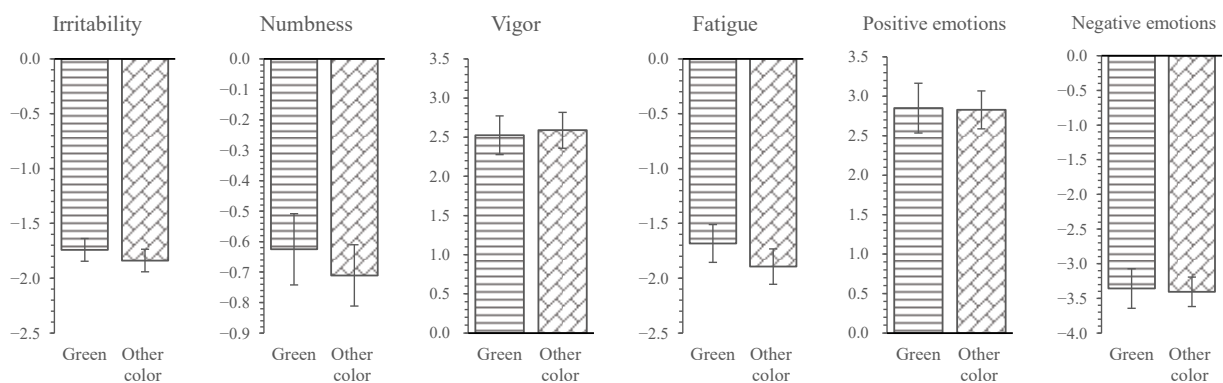 Irritability
0.0
−0.5
−1.0
−1.5
−2.0
−2.5
Green
Other
color
Numbness
0.0
−0.1
−0.2
−0.3
−0.4
−0.5
−0.6
−0.7
−0.8
−0.9
Green
Other
color
Vigor
3.5
3.0
2.5
2.0
1.5
1.0
0.5
0.0
Green
Other
color
Fatigue
0.0
−0.5
−1.0
−1.5
−2.0
−2.5
Green
Other
color
Positive emotions
3.5
3.0
2.5
2.0
1.5
1.0
0.5
0.0
Green
Other
color
Negative emotions
0.0
−0.5
−1.0
−1.5
−2.0
−2.5
−3.0
−3.5
−4.0
Green
Other
color